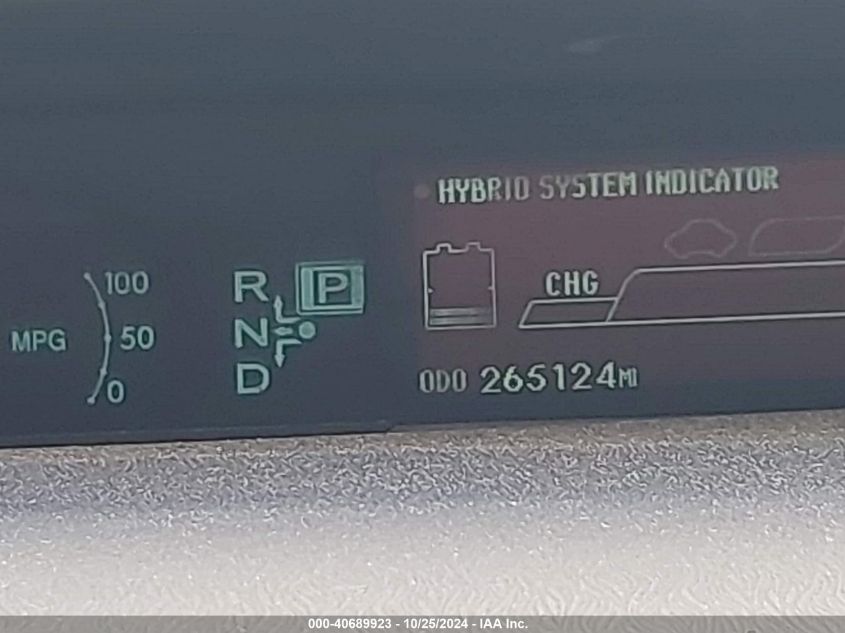 HYBRID SYSTEM INDICATOR
100
MPG 50
0
R P
N
D
CHG
ODO 265124MI
000-40689923 - 10/25/2024 - IAA Inc.